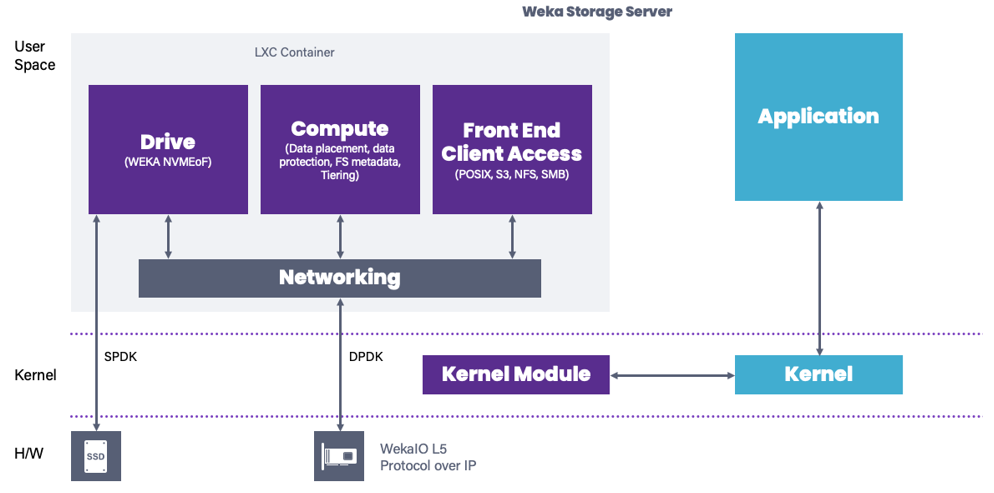 Weka Storage Server
User
Space
LXC Container
Drive
(WEKA NVMEoF)
Compute
(Data placement, data
protection, FS metadata,
Tiering)
Front End
Client Access
(POSIX, S3, NFS, SMB)
Application
Networking
SPDK
DPDK
Kernel
Kernel Module
Kernel
H/W
SSD
WekaIO L5
Protocol over IP